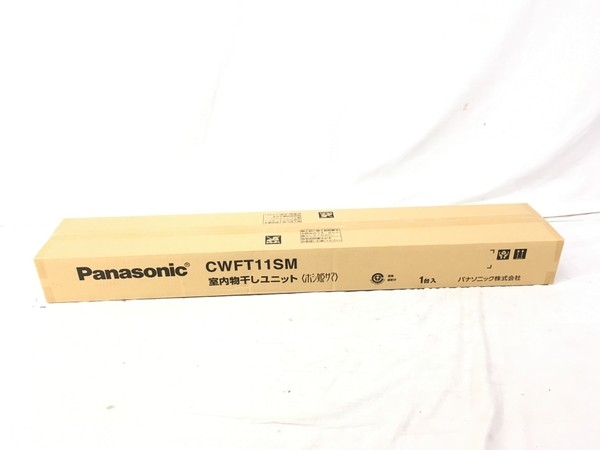 Panasonic®
CWFT11SM
室内物干しユニット〈ホシ姫サマ〉
1台入
パナソニック株式会社